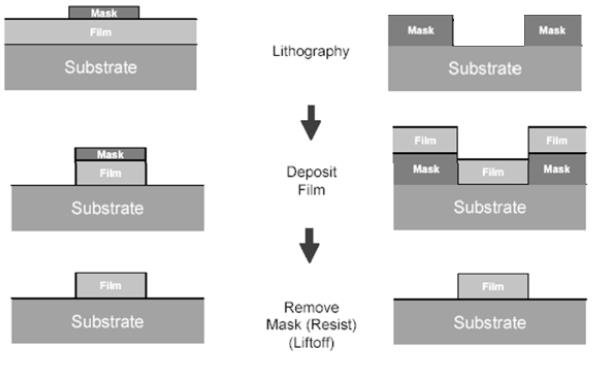 Mask
Film
Substrate
Lithography
Mask Mask
Substrate
Mask
Film
Substrate
Deposit
Film
Film Film
Mask Film Mask
Substrate
Film
Substrate
Remove
Mask (Resist)
(Liftoff)
Film
Substrate